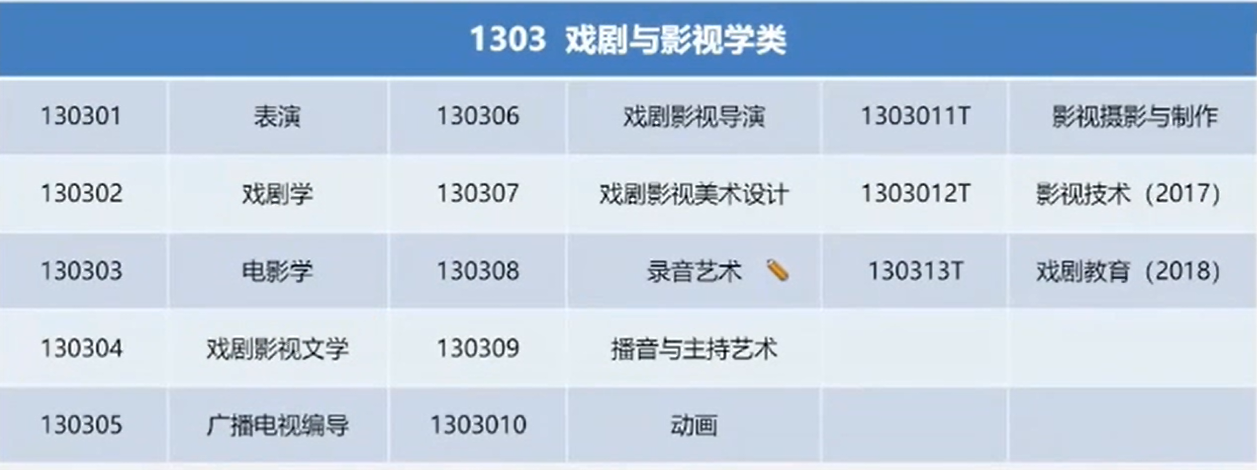 1303 戏剧与影视学类
130301 表演 130306 戏剧影视导演 1303011T 影视摄影与制作
130302 戏剧学 130307 戏剧影视美术设计 1303012T 影视技术（2017）
130303 电影学 130308 录音艺术 130313T 戏剧教育（2018）
130304 戏剧影视文学 130309 播音与主持艺术
130305 广播电视编导 1303010 动画